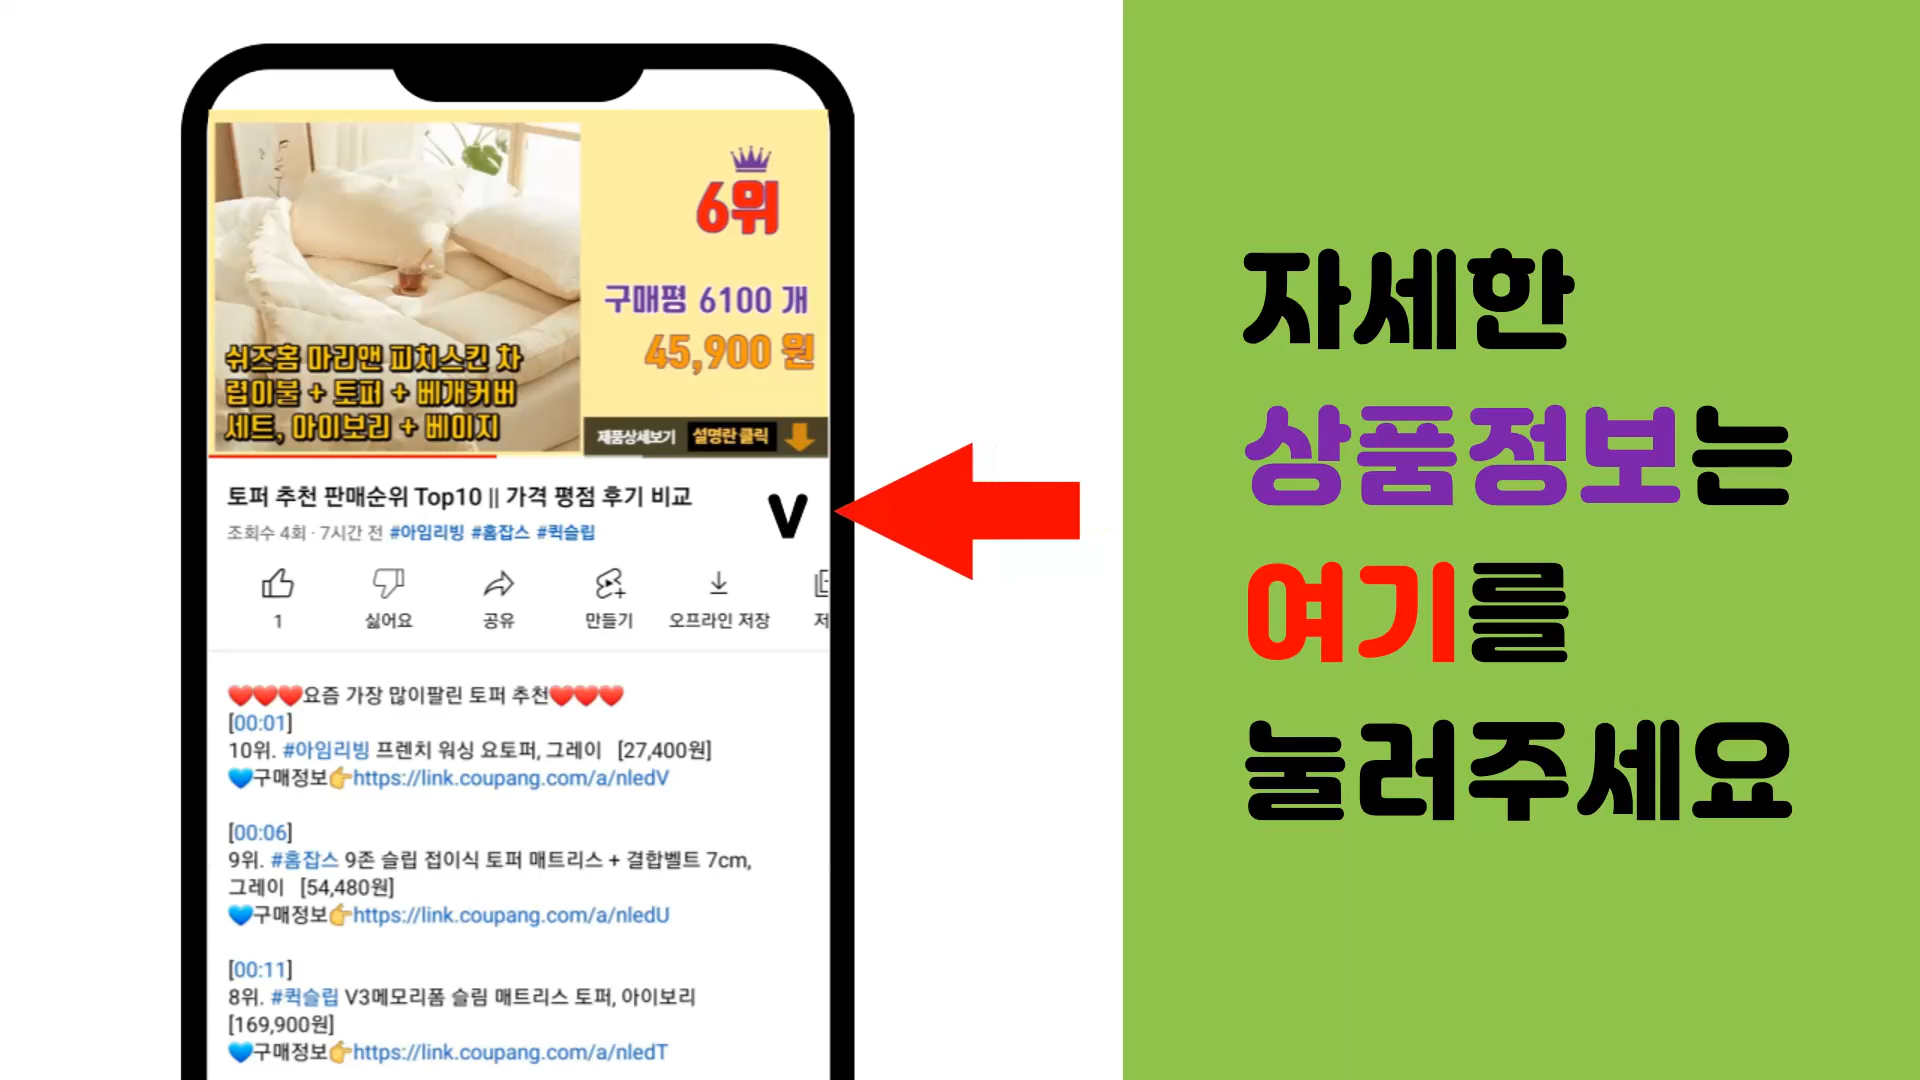 6위
구매평 6100 개
45,900 원
쉬즈홈 마리앤 피치스킨 차
렵이불 + 토퍼 + 베개커버
세트, 아이보리 + 베이지
제품상세보기 설명란 클릭
토퍼 추천 판매순위 Top10 || 가격 평점 후기 비교
V
조회수 4회 · 7시간 전 #아임리빙 #홈잡스 #퀵슬립
1 싫어요 공유 만들기 오프라인 저장 저
❤️❤️❤️요즘 가장 많이팔린 토퍼 추천❤️❤️❤️
[00:01]
10위. #아임리빙 프렌치 워싱 요토퍼, 그레이 [27,400원]
💙구매정보👉https://link.coupang.com/a/nledV
[00:06]
9위. #홈잡스 9존 슬립 접이식 토퍼 매트리스 + 결합벨트 7cm,
그레이 [54,480원]
💙구매정보👉https://link.coupang.com/a/nledU
[00:11]
8위. #퀵슬립 V3메모리폼 슬림 매트리스 토퍼, 아이보리
[169,900원]
💙구매정보👉https://link.coupang.com/a/nledT
자세한
상품정보는
여기를
눌러주세요